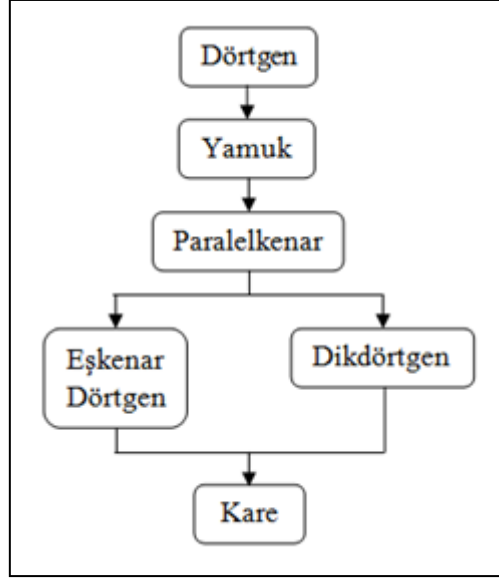 Dörtgen
Yamuk
Paralelkenar
Eşkenar
Dörtgen
Dikdörtgen
Kare